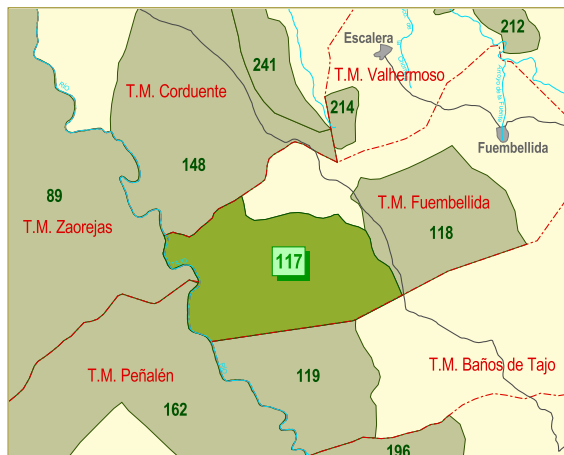 212
Escalera
241
T.M. Valhermoso
T.M. Corduente
214
Fuembellida
148
89
T.M. Fuembellida
T.M. Zaorejas
118
117
T.M. Baños de Tajo
T.M. Peñalén
119
162
196